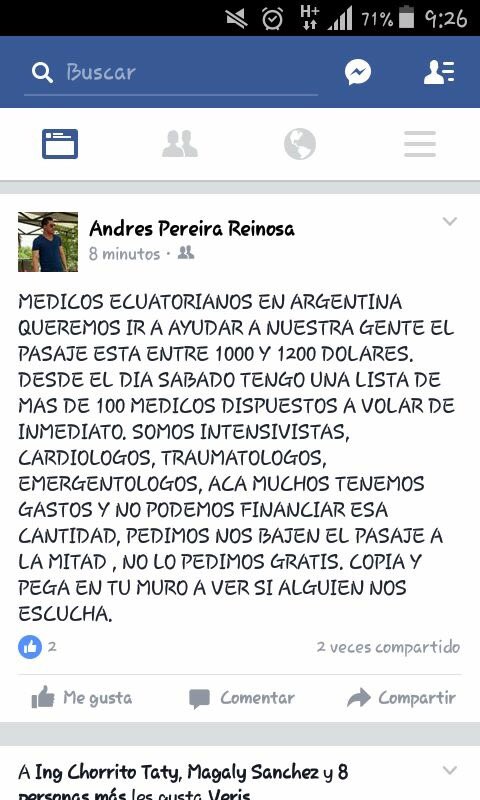 H+ 71% 9:26
Buscar
Andres Pereira Reinosa
8 minutos ·
MEDICOS ECUATORIANOS EN ARGENTINA
QUEREMOS IR A AYUDAR A NUESTRA GENTE EL
PASAJE ESTA ENTRE 1000 Y 1200 DOLARES.
DESDE EL DIA SABADO TENGO UNA LISTA DE
MAS DE 100 MEDICOS DISPUESTOS A VOLAR DE
INMEDIATO. SOMOS INTENSIVISTAS,
CARDIOLOGOS, TRAUMATOLOGOS,
EMERGENTOLOGOS, ACA MUCHOS TENEMOS
GASTOS Y NO PODEMOS FINANCIAR ESA
CANTIDAD, PEDIMOS NOS BAJEN EL PASAJE A
LA MITAD , NO LO PEDIMOS GRATIS. COPIA Y
PEGA EN TU MURO A VER SI ALGUIEN NOS
ESCUCHA.
2 2 veces compartido
Me gusta Comentar Compartir
A Ing Chorrito Taty, Magaly Sanchez y 8
personas más les gusta Veris.